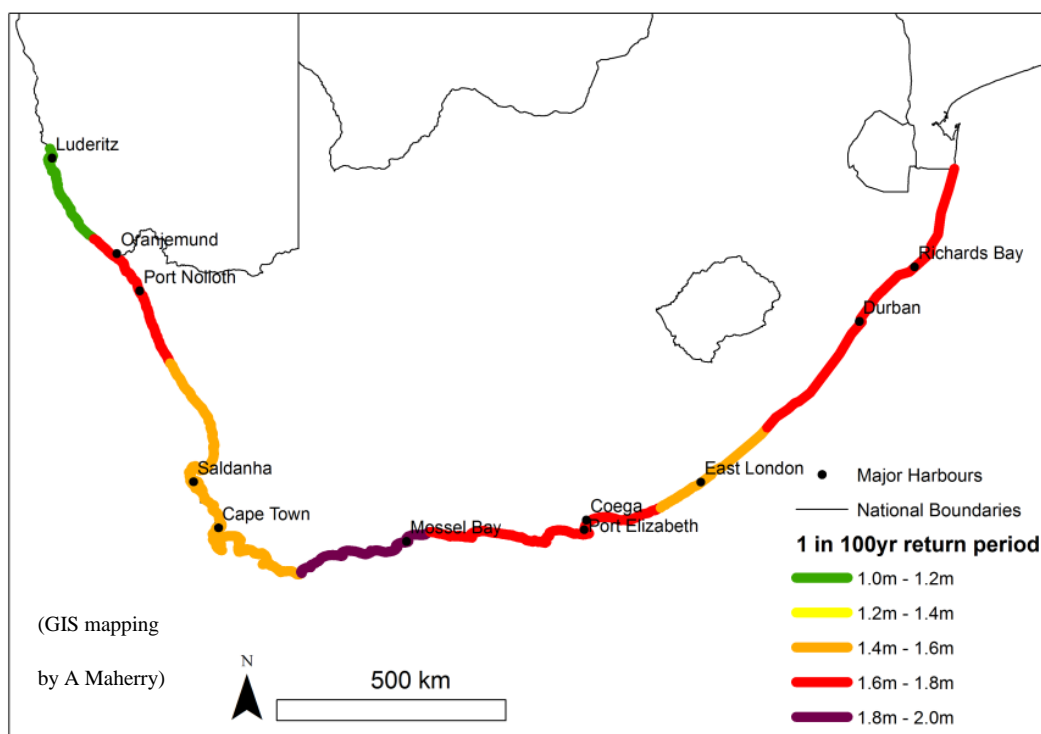 Luderitz
Oranjemund
Port Nolloth
Richards Bay
Durban
Saldanha
East London
Cape Town
Coega
Mossel Bay
Port Elizabeth
Major Harbours
National Boundaries
1 in 100yr return period
1.0m - 1.2m
1.2m - 1.4m
1.4m - 1.6m
1.6m - 1.8m
1.8m - 2.0m
(GIS mapping
by A Maherry)
N
500 km